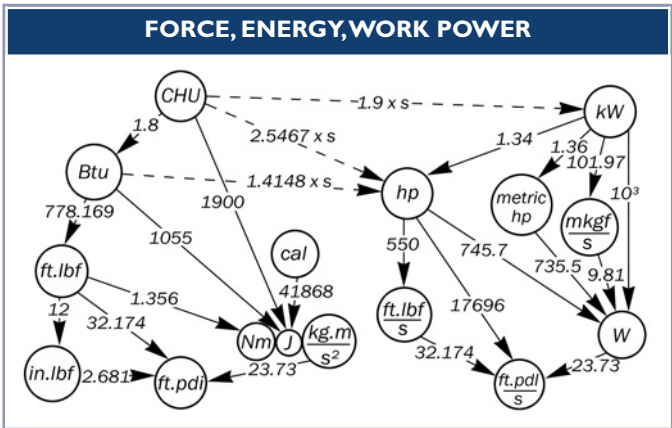 FORCE, ENERGY,WORK POWER
CHU
1.9 x s
kW
1.8
2.5467 x s
1.34
1.36
101.97
Btu
1.4148 x s
hp
metric
hp
mkgf
s
10³
778.169
1900
1055
cal
550
745.7
735.5
9.81
ft.lbf
1.356
41868
ft.lbf
s
17696
12
32.174
Nm
J
kg.m
s²
W
32.174
in.lbf
2.681
ft.pdi
23.73
ft.pdl
s
23.73